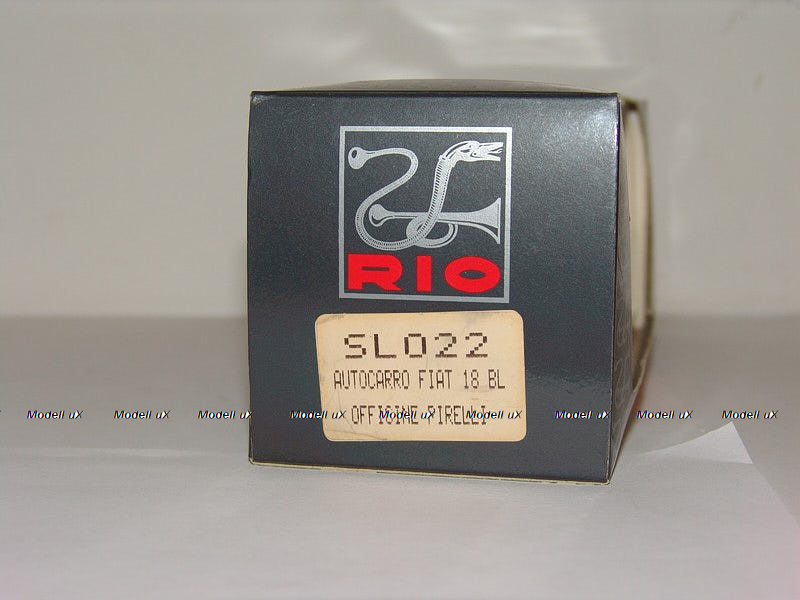 RIO
SL022
AUTOCARRO FIAT 18 BL
OFFICINE PIRELLI
Modell uX Modell uX Modell uX Modell uX Modell uX Modell uX Modell uX Modell uX Modell uX